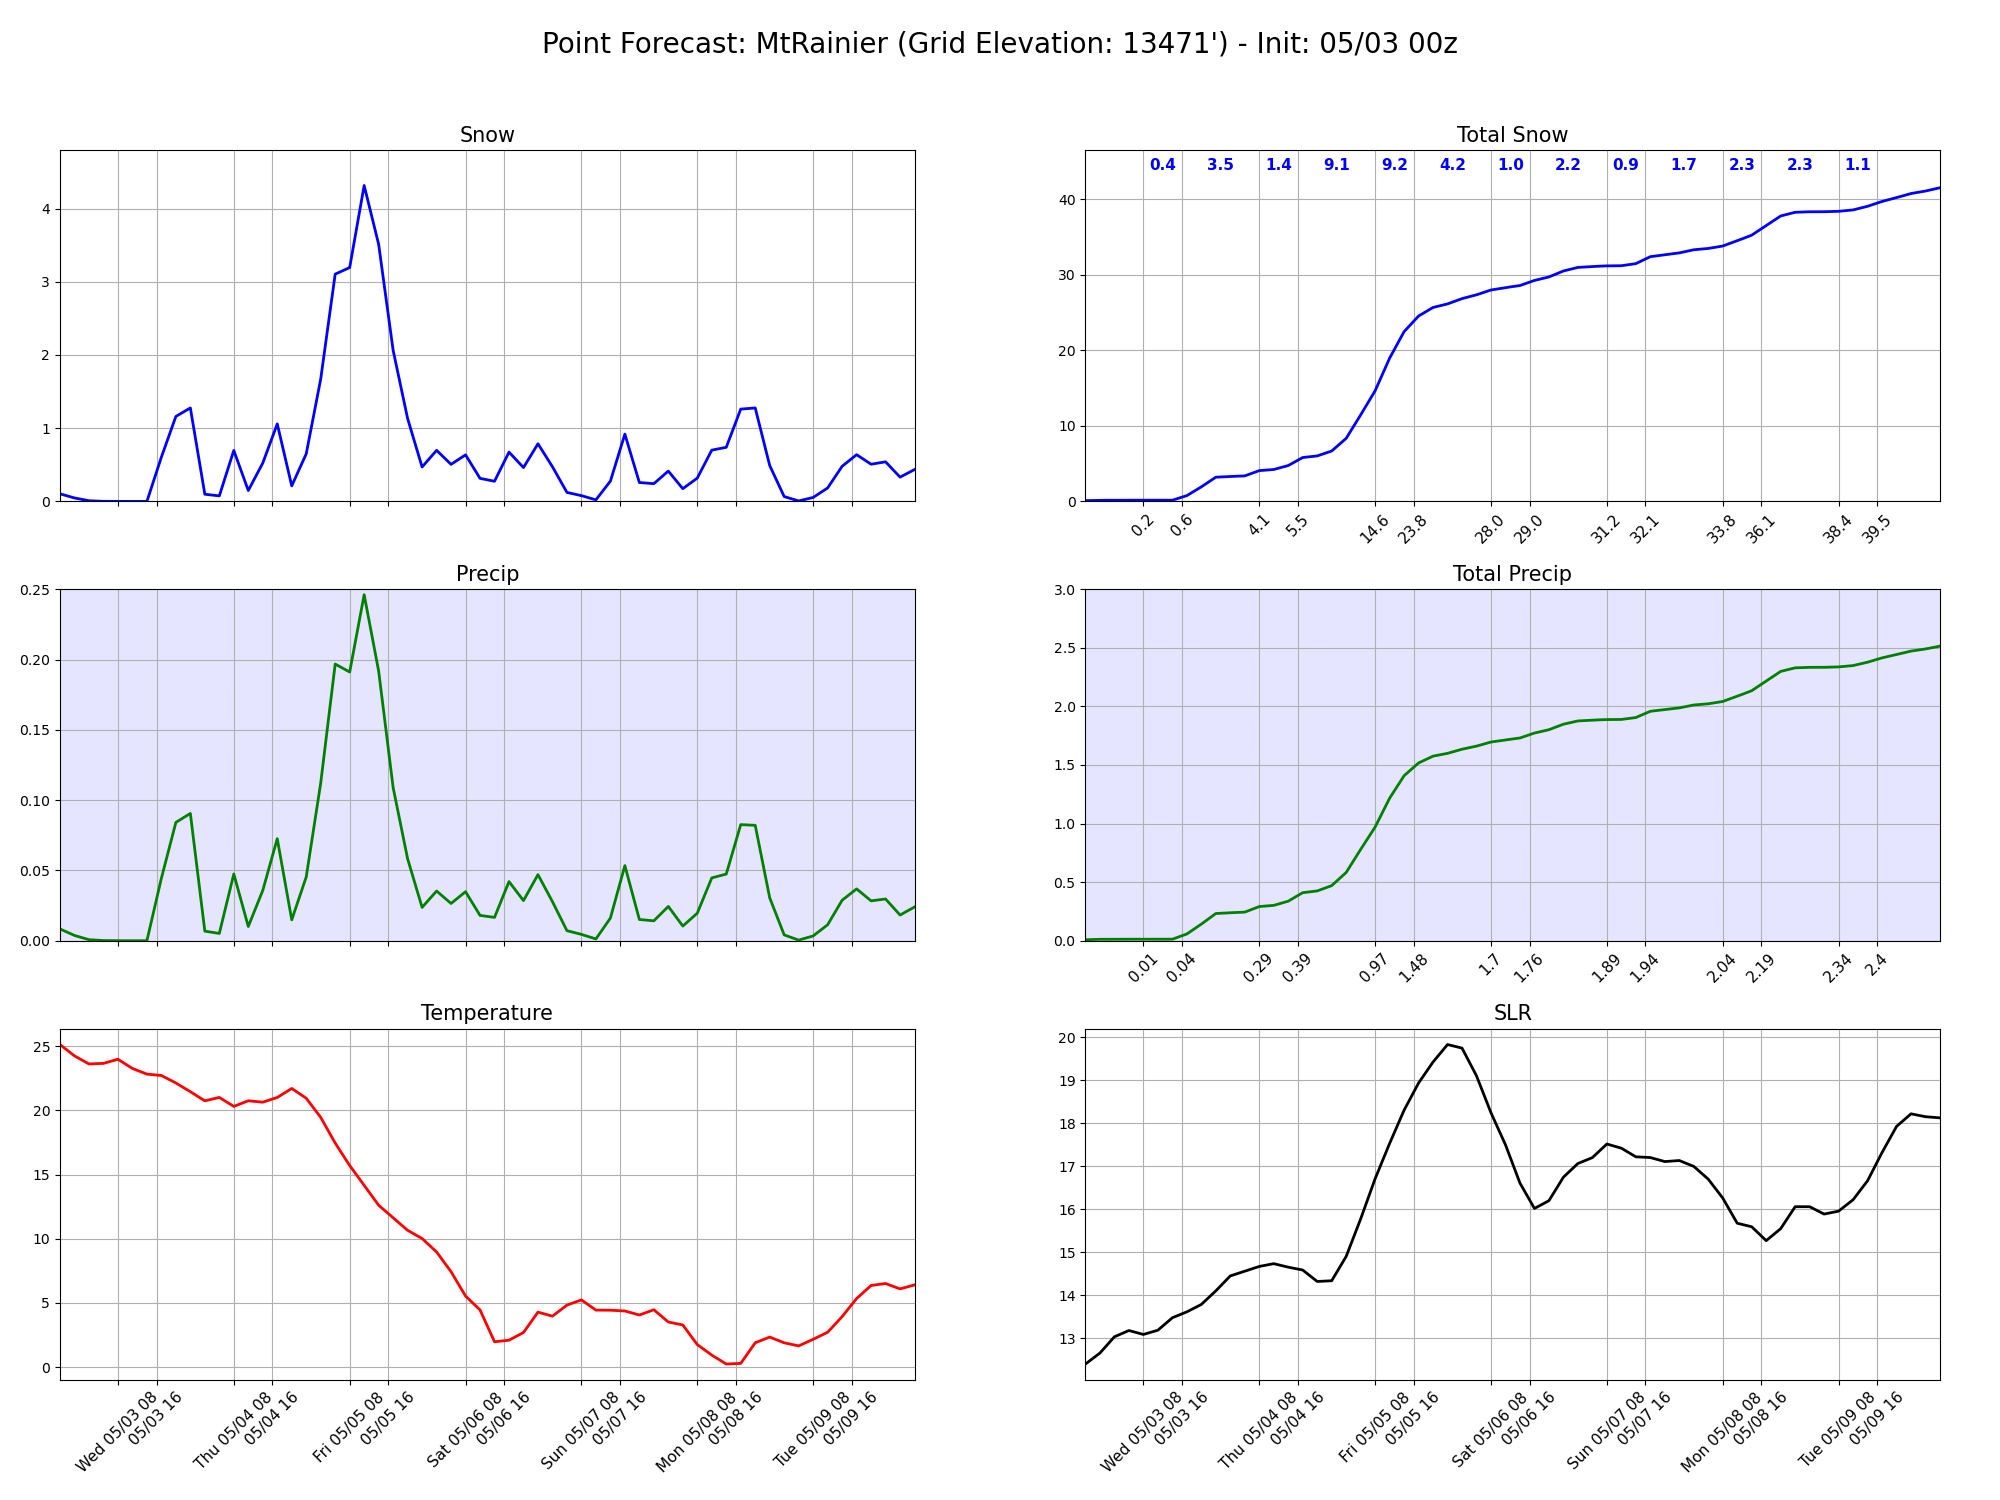 Point Forecast: MtRainier (Grid Elevation: 13471') - Init: 05/03 00z
Snow
4
3
2
1
0
Total Snow
0.4 3.5 1.4 9.1 9.2 4.2 1.0 2.2 0.9 1.7 2.3 2.3 1.1
40
30
20
10
0
0.2 0.6 4.1 5.5 14.6 23.8 28.0 29.0 31.2 32.1 33.8 36.1 38.4 39.5
Precip
0.25
0.20
0.15
0.10
0.05
0.00
Total Precip
3.0
2.5
2.0
1.5
1.0
0.5
0.0
0.01 0.04 0.29 0.39 0.97 1.48 1.7 1.76 1.89 1.94 2.04 2.19 2.34 2.4
Temperature
25
20
15
10
5
0
Wed 05/03 08
05/03 16
Thu 05/04 08
05/04 16
Fri 05/05 08
05/05 16
Sat 05/06 08
05/06 16
Sun 05/07 08
05/07 16
Mon 05/08 08
05/08 16
Tue 05/09 08
05/09 16
SLR
20
19
18
17
16
15
14
13
Wed 05/03 08
05/03 16
Thu 05/04 08
05/04 16
Fri 05/05 08
05/05 16
Sat 05/06 08
05/06 16
Sun 05/07 08
05/07 16
Mon 05/08 08
05/08 16
Tue 05/09 08
05/09 16